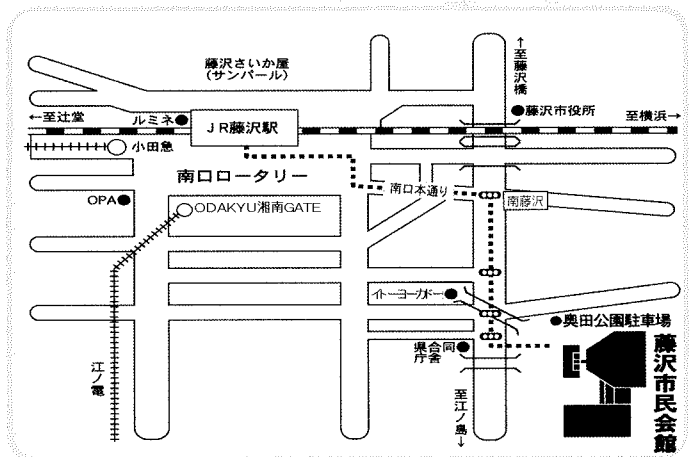 ↑至藤沢橋
藤沢さいか屋
(サンパール)
←至辻堂
ルミネ
JR藤沢駅
藤沢市役所
至横浜→
小田急
南口ロータリー
南口本通り
OPA
ODAKYU湘南GATE
南藤沢
イトーヨーカドー
奥田公園駐車場
県合同
庁舎
江ノ電
至江ノ島↓
藤沢市民会館